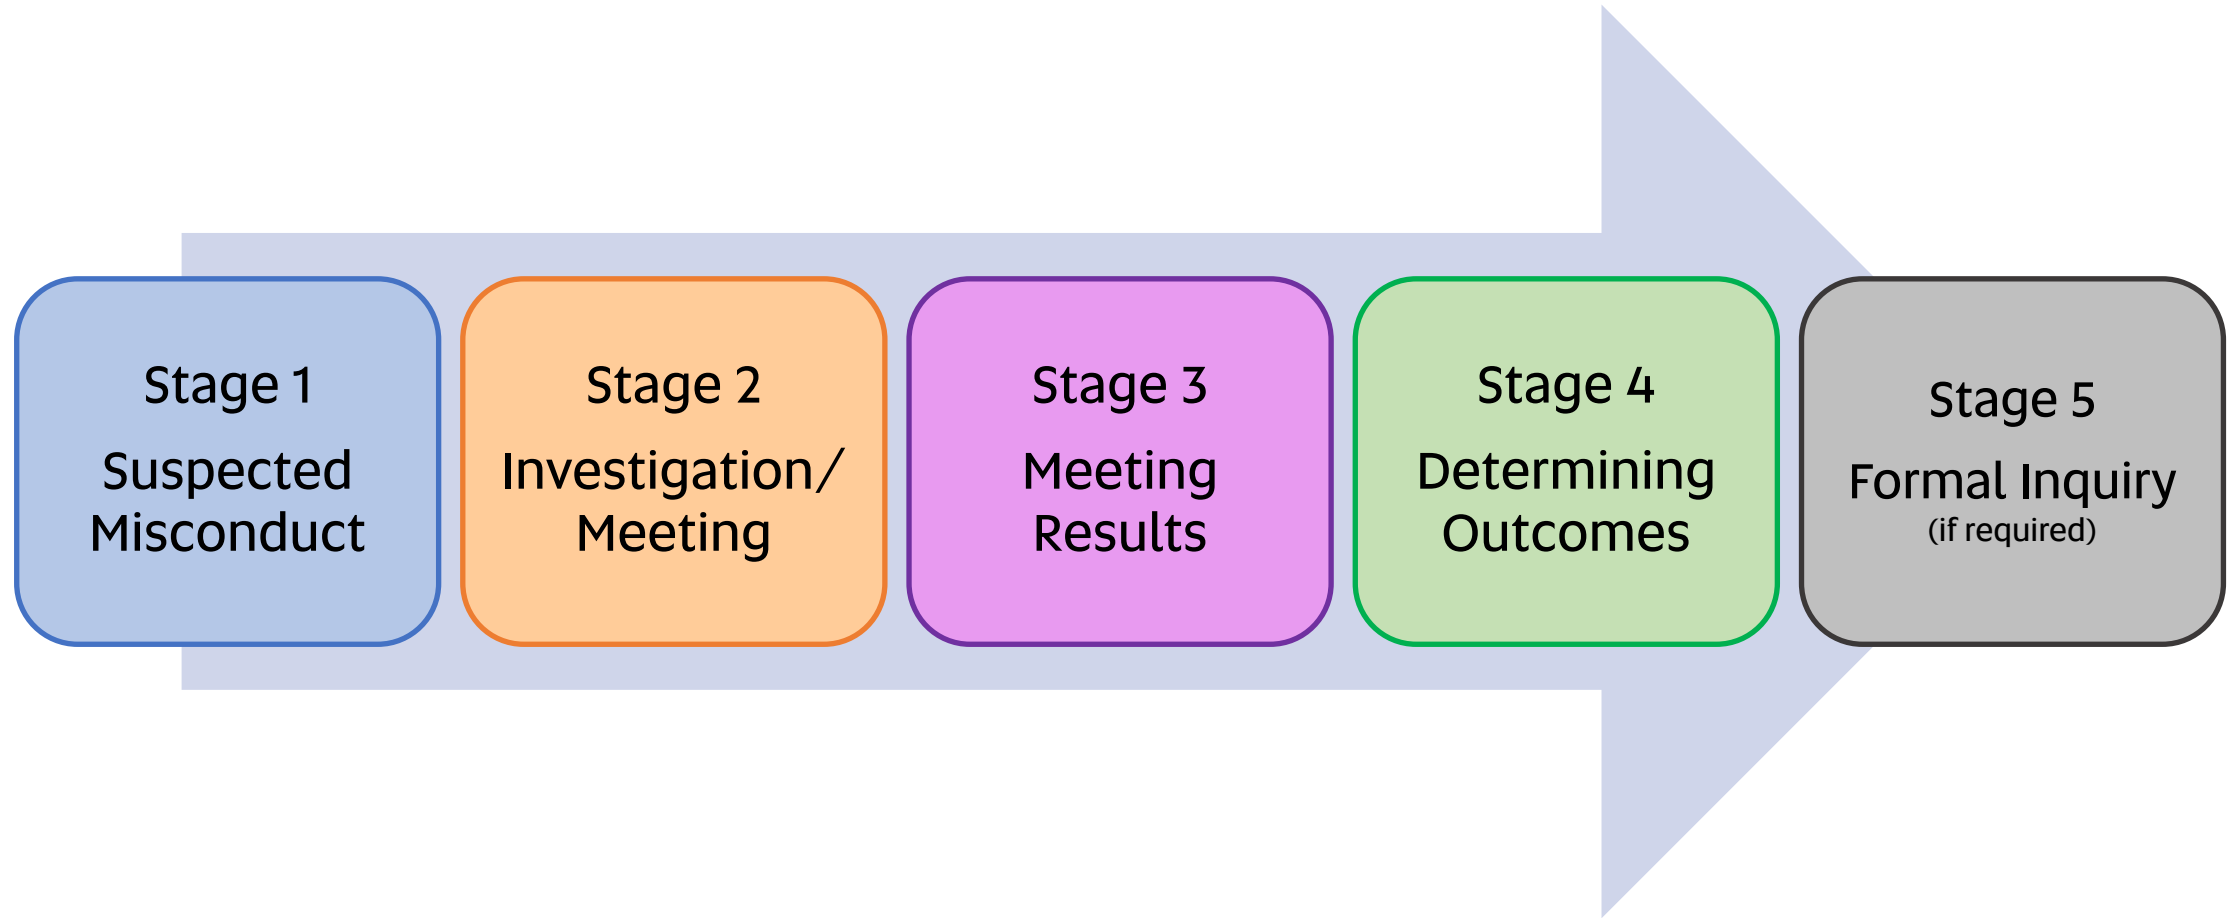 Stage 1
Suspected
Misconduct
Stage 2
Investigation/
Meeting
Stage 3
Meeting
Results
Stage 4
Determining
Outcomes
Stage 5
Formal Inquiry
(if required)